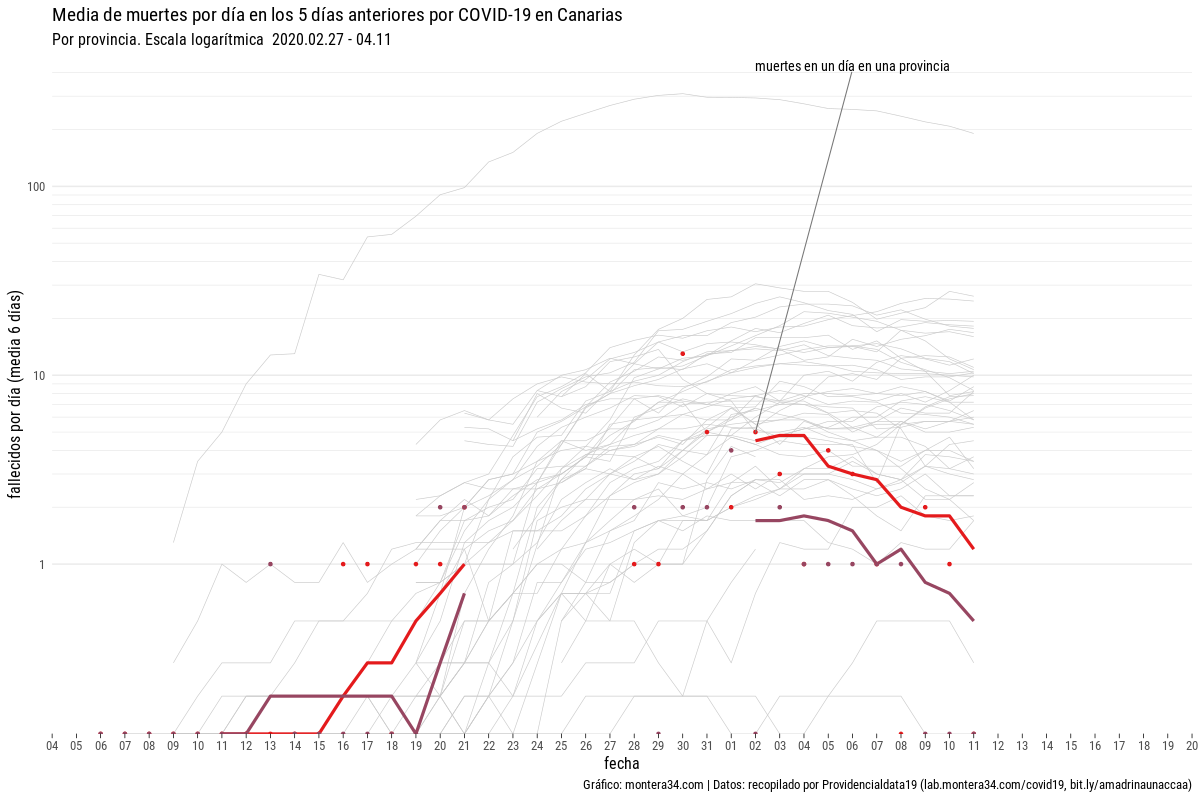 Media de muertes por día en los 5 días anteriores por COVID-19 en Canarias
Por provincia. Escala logarítmica 2020.02.27 - 04.11
muertes en un día en una provincia
fallecidos por día (media 6 días)
100
10
1
04 05 06 07 08 09 10 11 12 13 14 15 16 17 18 19 20 21 22 23 24 25 26 27 28 29 30 31 01 02 03 04 05 06 07 08 09 10 11 12 13 14 15 16 17 18 19 20
fecha
Gráfico: montera34.com | Datos: recopilado por Providencialdata19 (lab.montera34.com/covid19, bit.ly/amadrinaunaccaa)